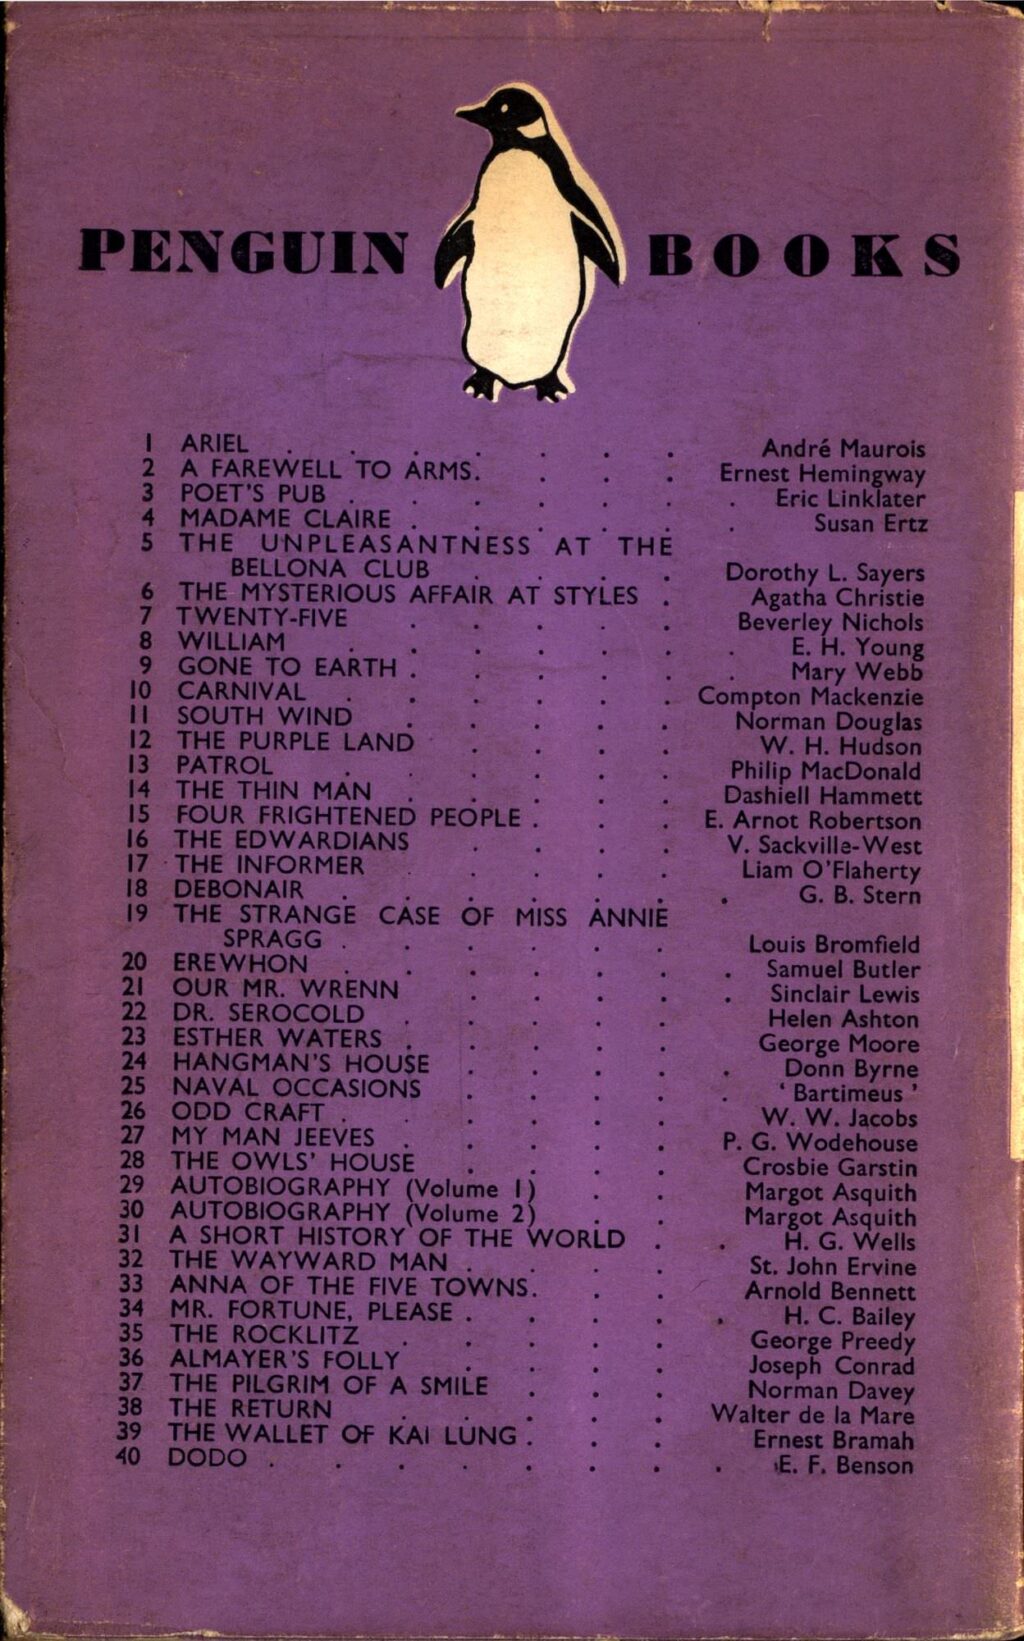 PENGUIN BOOKS
1 ARIEL . . . . . . . André Maurois
2 A FAREWELL TO ARMS. . . . Ernest Hemingway
3 POET'S PUB . . . . . . . Eric Linklater
4 MADAME CLAIRE . . . . . . Susan Ertz
5 THE UNPLEASANTNESS AT THE
BELLONA CLUB . . . . Dorothy L. Sayers
6 THE MYSTERIOUS AFFAIR AT STYLES . Agatha Christie
7 TWENTY-FIVE . . . . . Beverley Nichols
8 WILLIAM . . . . . . . E. H. Young
9 GONE TO EARTH . . . . . . Mary Webb
10 CARNIVAL . . . . . . Compton Mackenzie
11 SOUTH WIND . . . . . Norman Douglas
12 THE PURPLE LAND . . . . W. H. Hudson
13 PATROL . . . . . . Philip MacDonald
14 THE THIN MAN . . . . . Dashiell Hammett
15 FOUR FRIGHTENED PEOPLE . . . E. Arnot Robertson
16 THE EDWARDIANS . . . . V. Sackville-West
17 THE INFORMER . . . . . Liam O'Flaherty
18 DEBONAIR . . . . . . . G. B. Stern
19 THE STRANGE CASE OF MISS ANNIE
SPRAGG . . . . . . Louis Bromfield
20 EREWHON . . . . . . . Samuel Butler
21 OUR MR. WRENN . . . . . Sinclair Lewis
22 DR. SEROCOLD . . . . . Helen Ashton
23 ESTHER WATERS . . . . . George Moore
24 HANGMAN'S HOUSE . . . . . Donn Byrne
25 NAVAL OCCASIONS . . . . . ‘ Bartimeus ’
26 ODD CRAFT . . . . . . W. W. Jacobs
27 MY MAN JEEVES . . . . . P. G. Wodehouse
28 THE OWLS' HOUSE . . . . Crosbie Garstin
29 AUTOBIOGRAPHY (Volume 1) . . Margot Asquith
30 AUTOBIOGRAPHY (Volume 2) . . Margot Asquith
31 A SHORT HISTORY OF THE WORLD . . H. G. Wells
32 THE WAYWARD MAN . . . . St. John Ervine
33 ANNA OF THE FIVE TOWNS. . . Arnold Bennett
34 MR. FORTUNE, PLEASE . . . . . H. C. Bailey
35 THE ROCKLITZ . . . . . George Preedy
36 ALMAYER'S FOLLY . . . . Joseph Conrad
37 THE PILGRIM OF A SMILE . . . Norman Davey
38 THE RETURN . . . . . Walter de la Mare
39 THE WALLET OF KAI LUNG . . . Ernest Bramah
40 DODO . . . . . . . . E. F. Benson